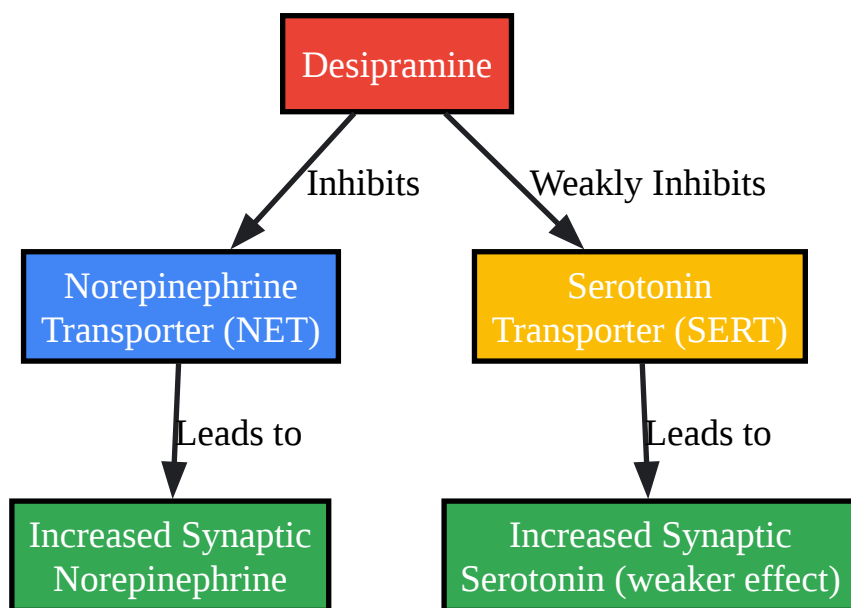 Desipramine
Inhibits
Weakly Inhibits
Norepinephrine
Transporter (NET)
Serotonin
Transporter (SERT)
Leads to
Leads to
Increased Synaptic
Norepinephrine
Increased Synaptic
Serotonin (weaker effect)